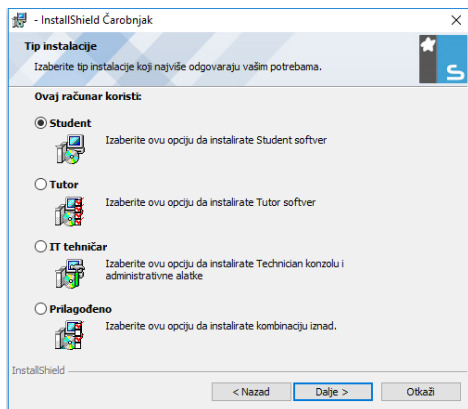 - InstallShield Čarobnjak
Tip instalacije
Izaberite tip instalacije koji najviše odgovaraju vašim potrebama.
S
Ovaj računar koristi:
Student
Izaberite ovu opciju da instalirate Student softver
Tutor
Izaberite ovu opciju da instalirate Tutor softver
IT tehničar
Izaberite ovu opciju da instalirate Technician konzolu i
administrativne alatke
Prilagođeno
Izaberite ovu opciju da instalirate kombinaciju iznad.
InstallShield
< Nazad
Dalje >
Otkaži